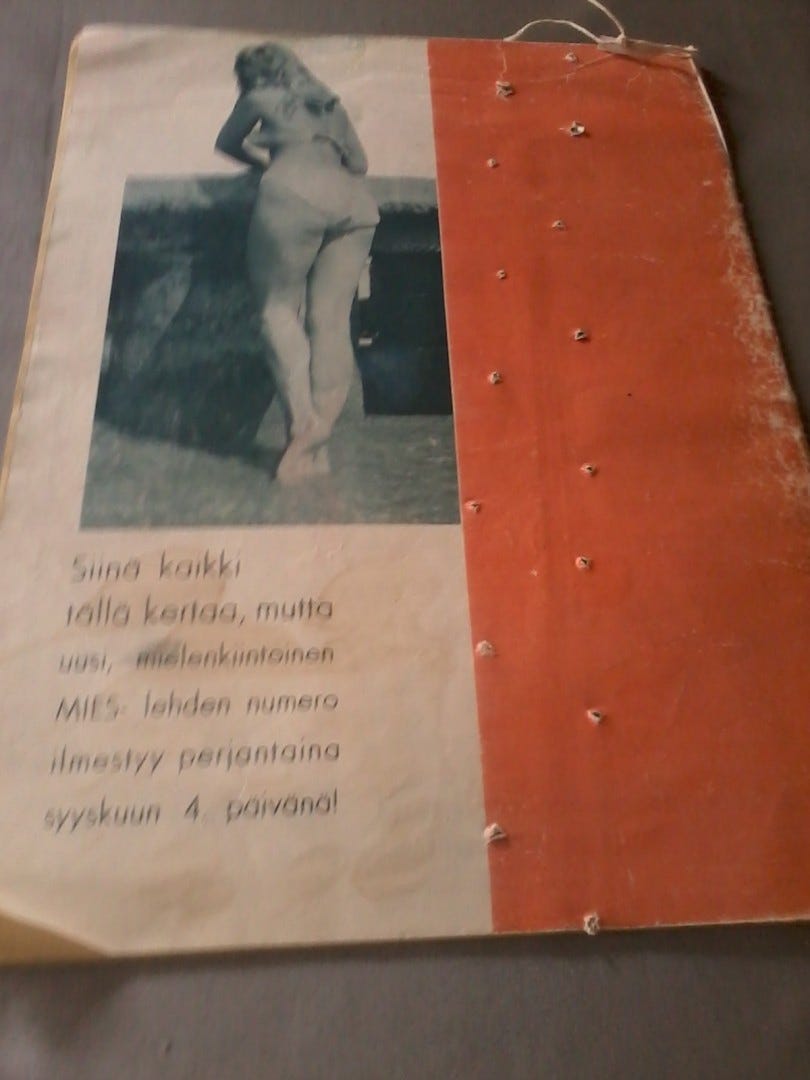 Siinä kaikki
tällä kertaa, mutta
uusi, mielenkiintoinen
MIES- lehden numero
ilmestyy perjantaina
syyskuun 4. päivänä!